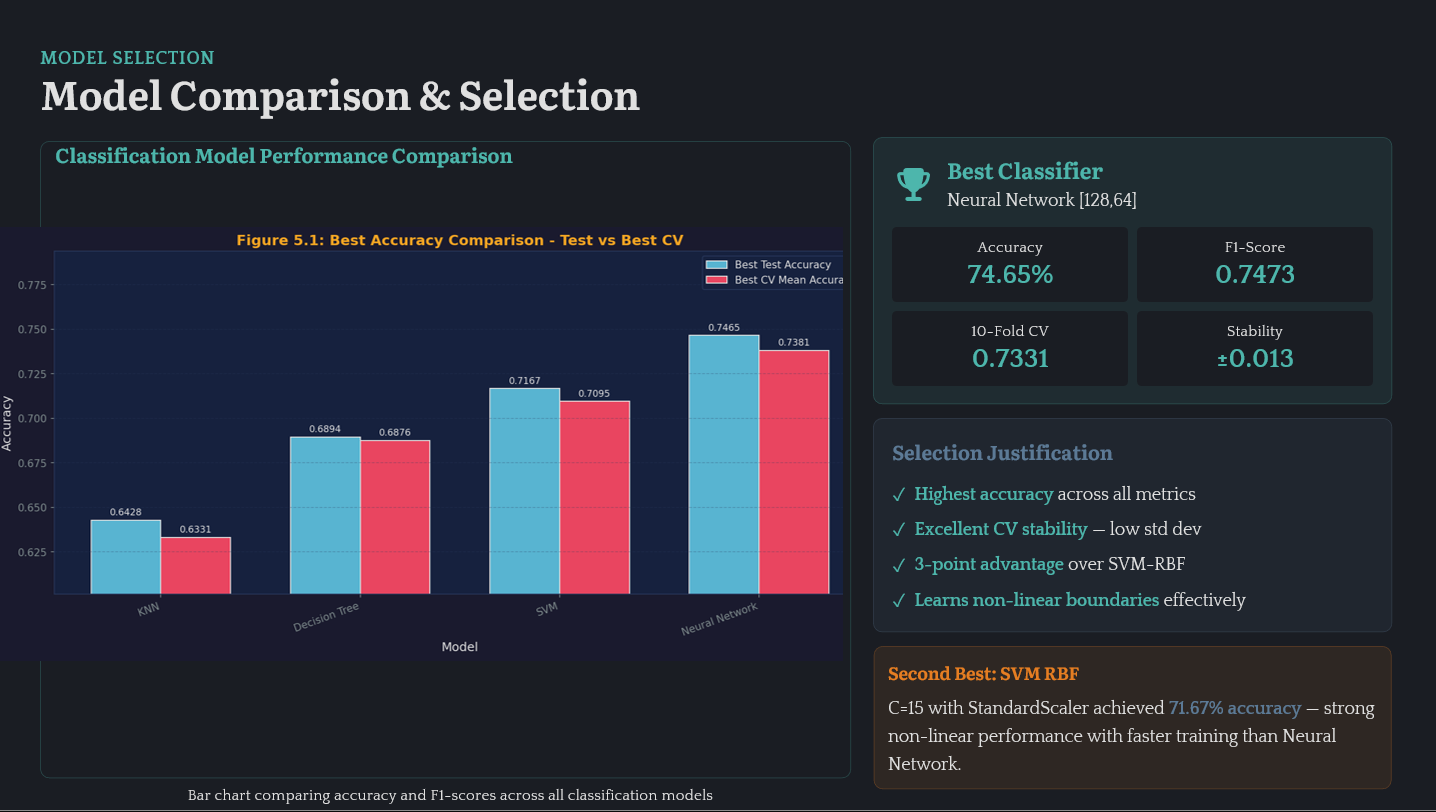 MODEL SELECTION
Model Comparison & Selection
Classification Model Performance Comparison
Figure 5.1: Best Accuracy Comparison - Test vs Best CV
Best Test Accuracy
Best CV Mean Accura
Accuracy
0.775
0.750
0.725
0.700
0.675
0.650
0.625
0.6428
0.6331
0.6894
0.6876
0.7167
0.7095
0.7465
0.7381
KNN
Decision Tree
SVM
Neural Network
Model
Bar chart comparing accuracy and F1-scores across all classification models
Best Classifier
Neural Network [128,64]
Accuracy
74.65%
F1-Score
0.7473
10-Fold CV
0.7331
Stability
±0.013
Selection Justification
✓ Highest accuracy across all metrics
✓ Excellent CV stability — low std dev
✓ 3-point advantage over SVM-RBF
✓ Learns non-linear boundaries effectively
Second Best: SVM RBF
C=15 with StandardScaler achieved 71.67% accuracy — strong
non-linear performance with faster training than Neural
Network.